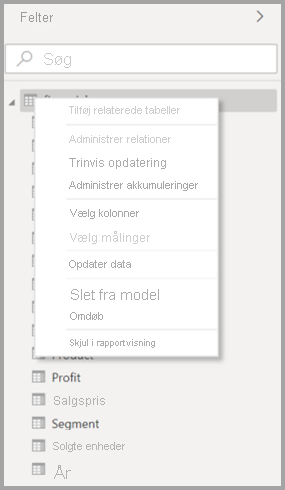 Felter
Søg
Tilføj relaterede tabeller
Administrer relationer
Trinvis opdatering
Administrer akkumuleringer
Vælg kolonner
Vælg målinger
Opdater data
Slet fra model
Omdøb
Skjul i rapportvisning
Product
Profit
Salgspris
Segment
Solgte enheder
År